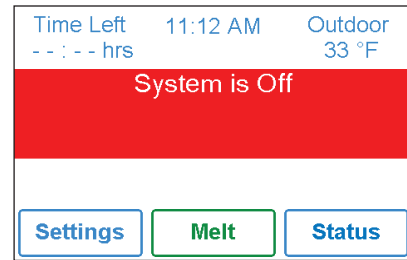 Time Left 11:12 AM Outdoor
- - : - - hrs 33 °F
System is Off
Settings Melt Status